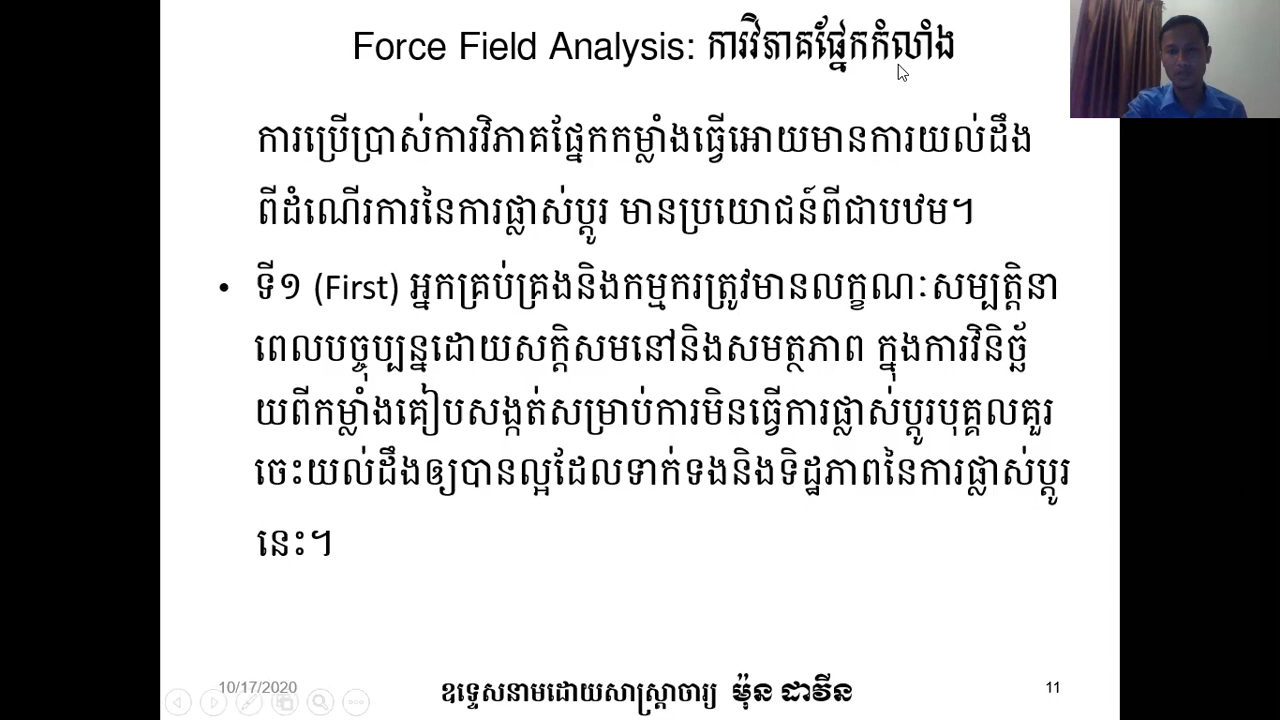 Force Field Analysis: ការវិភាគផ្នែកកំលាំង
ការប្រើប្រាស់ការវិភាគផ្នែកកម្លាំងធ្វើអោយមានការយល់ដឹង
ពីដំណើរការនៃការផ្លាស់ប្តូរ មានប្រយោជន៍ពីជាបឋម។
• ទី១ (First) អ្នកគ្រប់គ្រងនិងកម្មករត្រូវមានលក្ខណៈសម្បត្តិនា
ពេលបច្ចុប្បន្នដោយសក្តិសមនៅនិងសមត្ថភាព ក្នុងការវិនិច្ឆ័
យពីកម្លាំងគៀបសង្កត់សម្រាប់ការមិនធ្វើការផ្លាស់ប្តូរបុគ្គលគួរ
ចេះយល់ដឹងឲ្យបានល្អដែលទាក់ទងនិងទិដ្ឋភាពនៃការផ្លាស់ប្តូរ
នេះ។
10/17/2020 ឧទ្ទេសនាមដោយសាស្ត្រាចារ្យ ម៉ុន ដាវីន 11